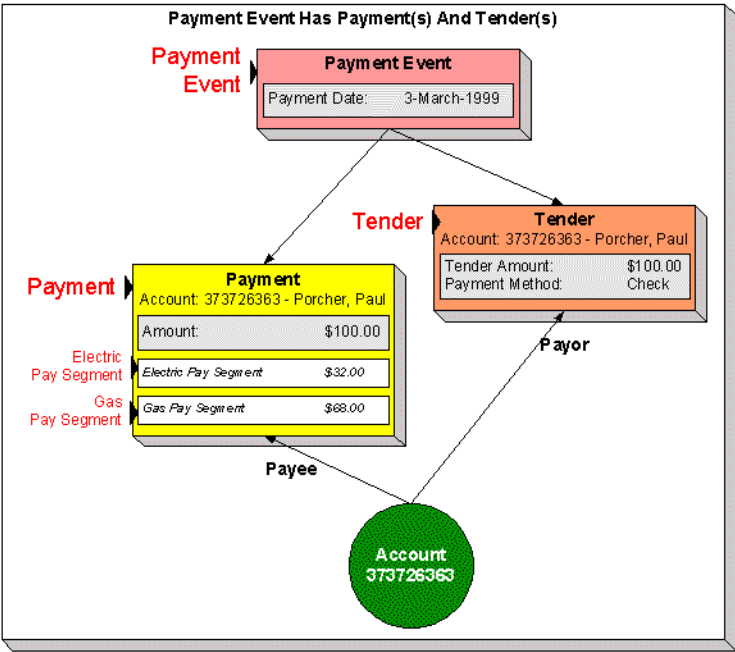 Payment Event Has Payment(s) And Tender(s)
Payment
Event
Payment Event
Payment Date: 3-March-1999
Tender
Tender
Account: 373726363 - Porcher, Paul
Tender Amount: $100.00
Payment Method: Check
Payment
Payment
Account: 373726363 - Porcher, Paul
Amount: $100.00
Electric
Pay Segment
Electric Pay Segment $32.00
Gas
Pay Segment
Gas Pay Segment $68.00
Payor
Payee
Account
373726363